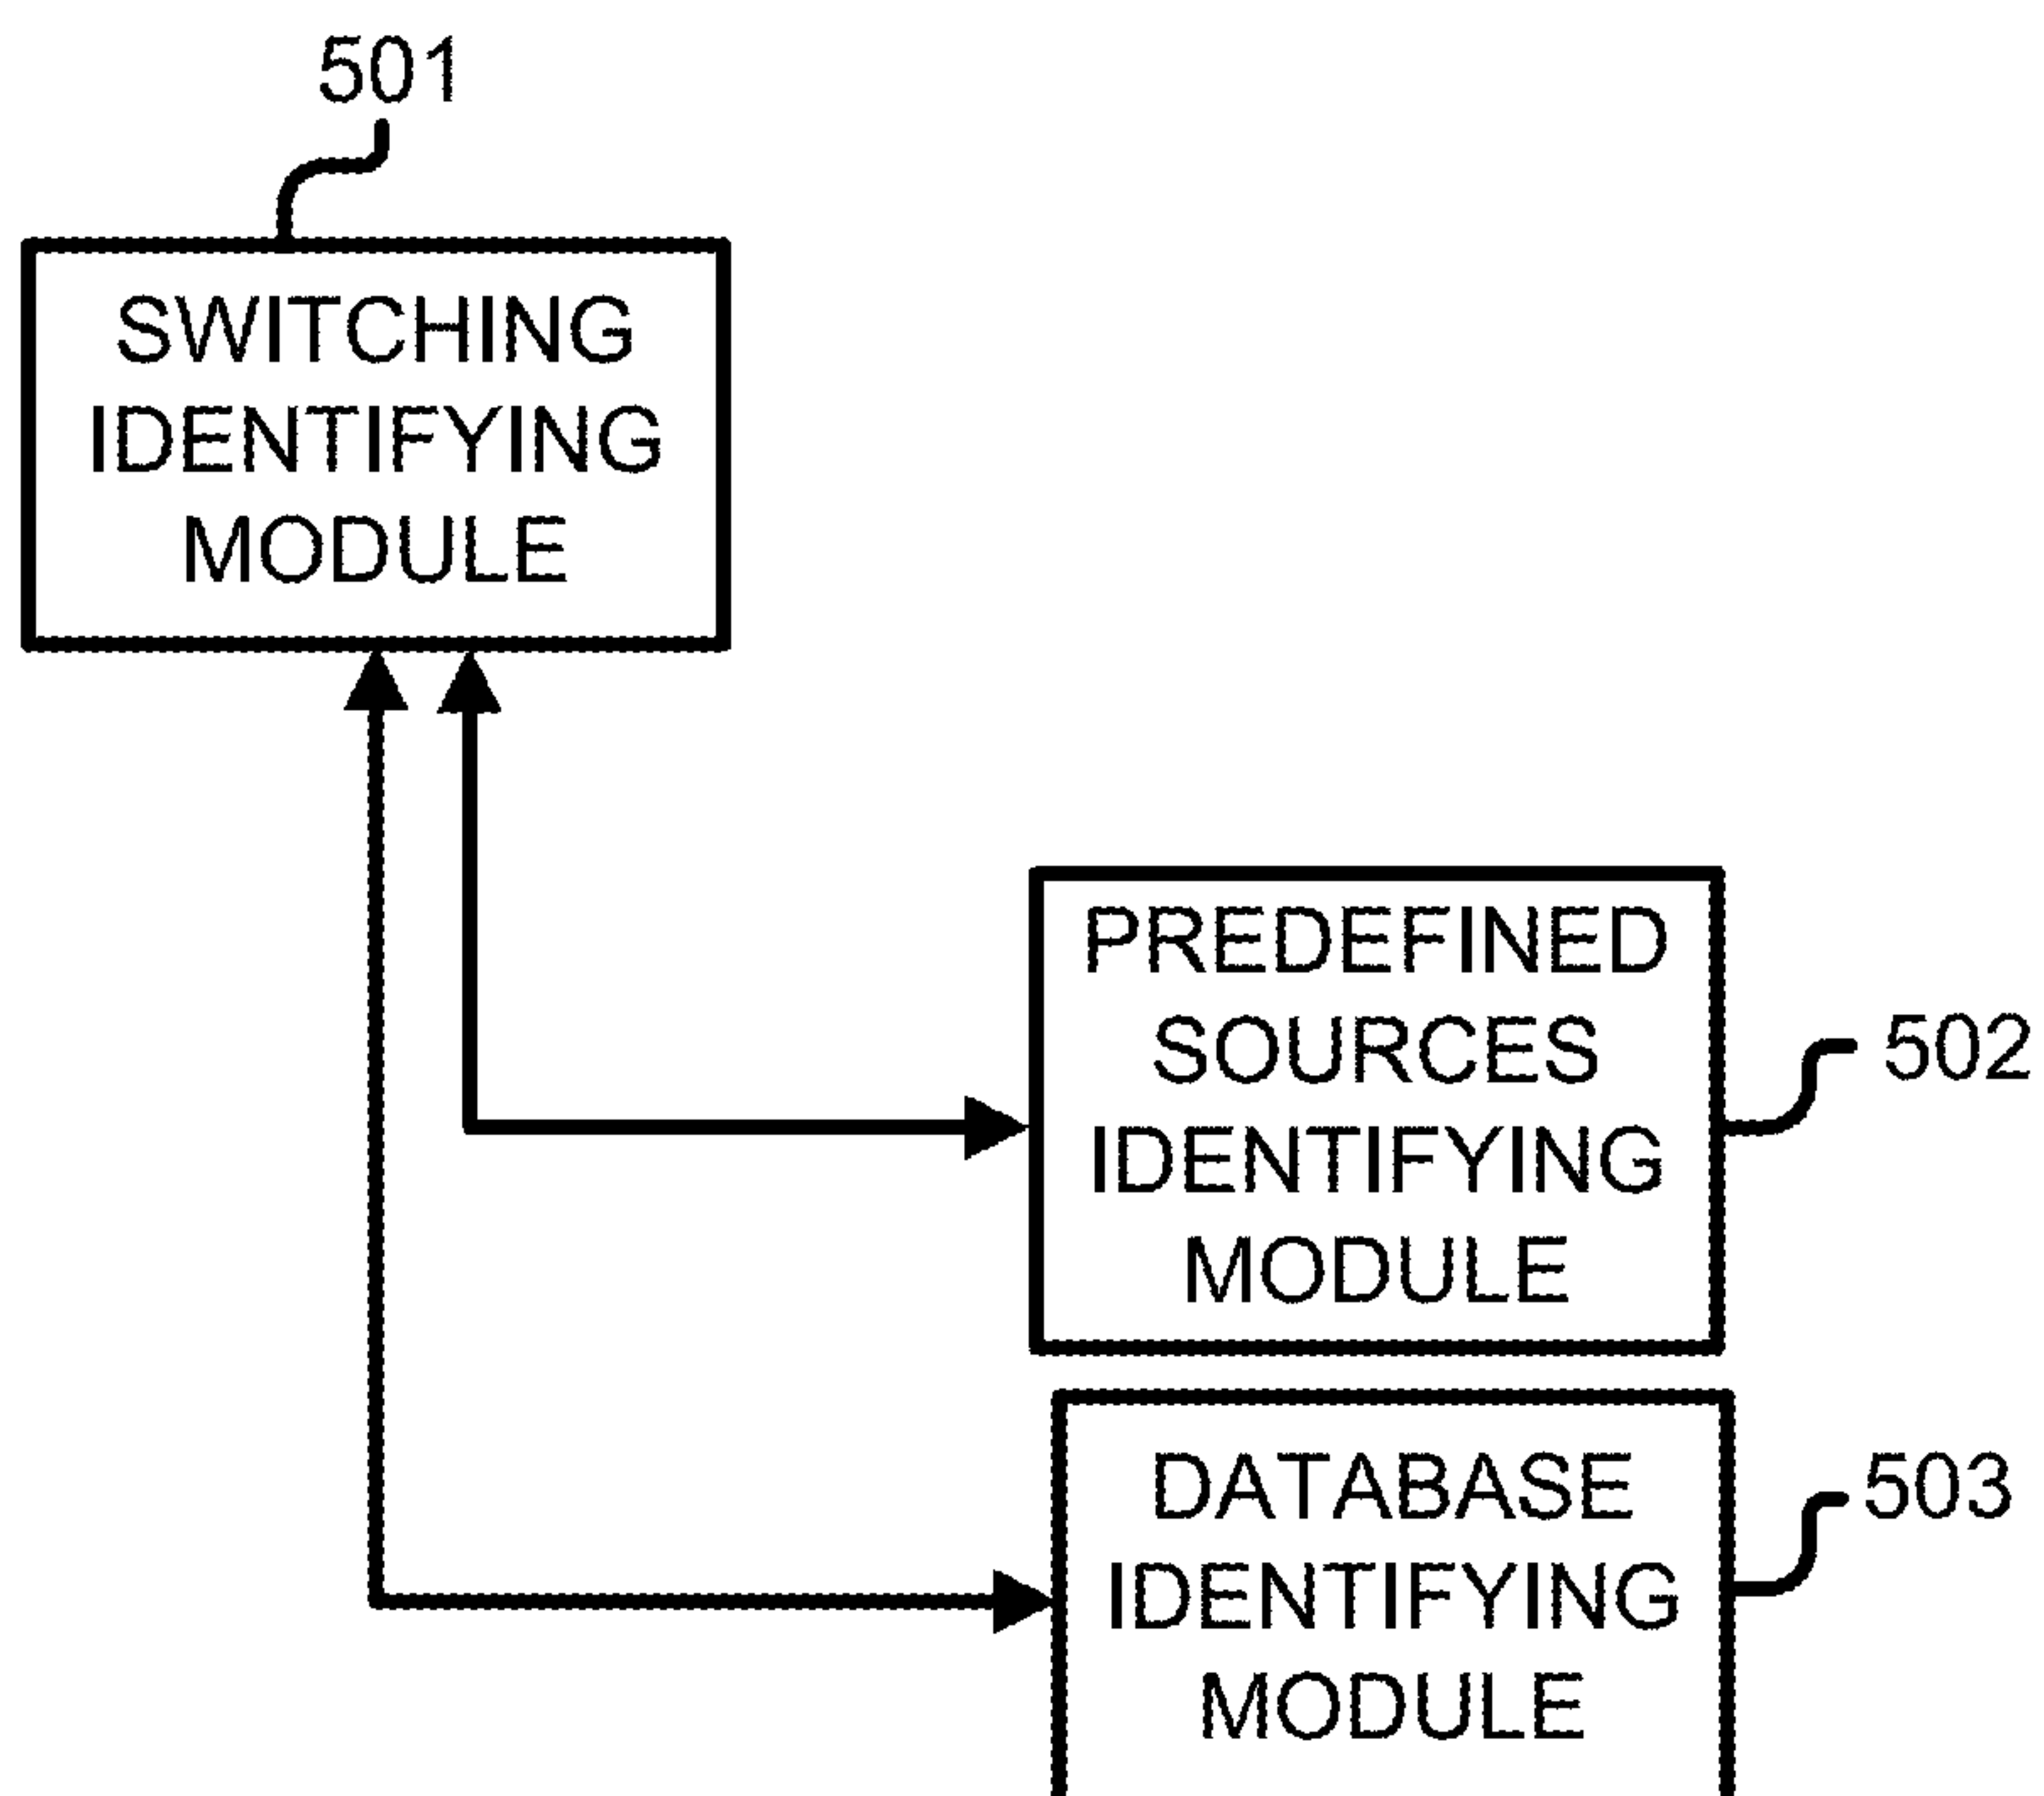 501
SWITCHING
IDENTIFYING
MODULE
PREDEFINED
SOURCES
IDENTIFYING
MODULE
502
DATABASE
IDENTIFYING
MODULE
503